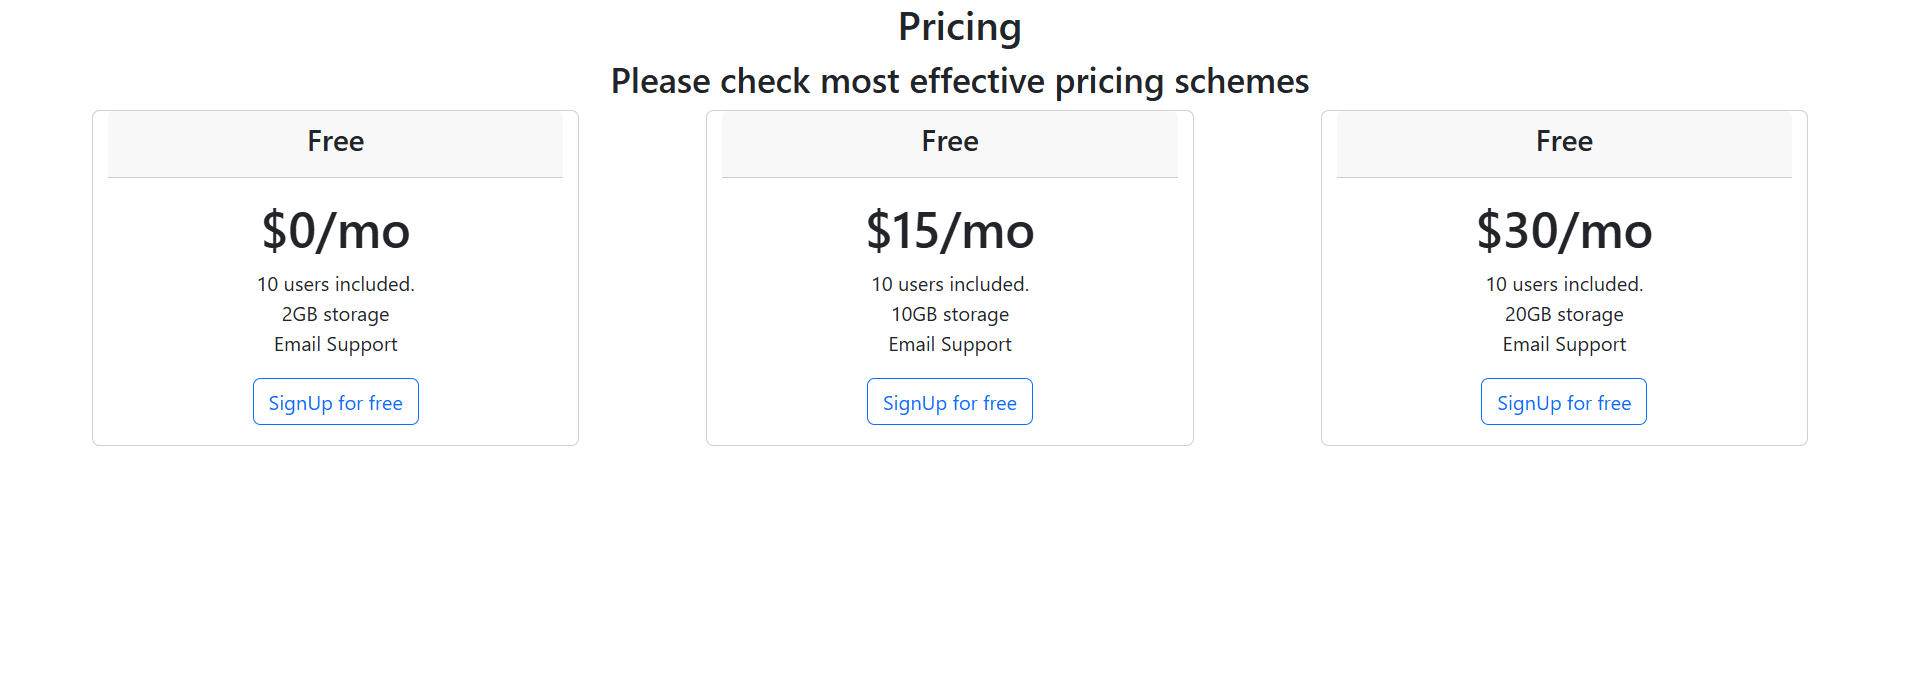 Pricing
Please check most effective pricing schemes
Free
$0/mo
10 users included.
2GB storage
Email Support
SignUp for free
Free
$15/mo
10 users included.
10GB storage
Email Support
SignUp for free
Free
$30/mo
10 users included.
20GB storage
Email Support
SignUp for free